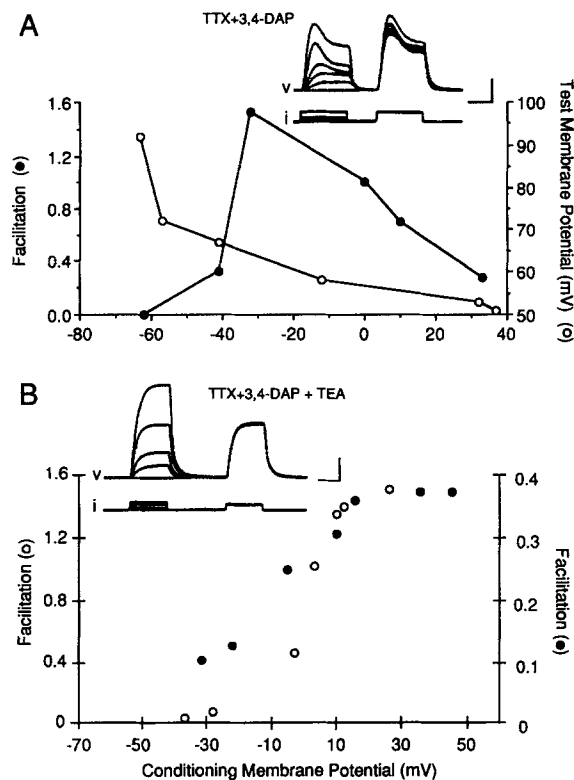 A
TTX+3,4-DAP
v
i
1.6
1.2
0.8
0.4
0.0
Facilitation (●)
100
90
80
70
60
50
Test Membrane Potential (mV) (o)
-80 -60 -40 -20 0 20 40
B
TTX+3,4-DAP + TEA
v
i
1.6
1.2
0.8
0.4
0
Facilitation (o)
0.4
0.3
0.2
0.1
0
Facilitation (●)
-70 -50 -30 -10 10 30 50
Conditioning Membrane Potential (mV)